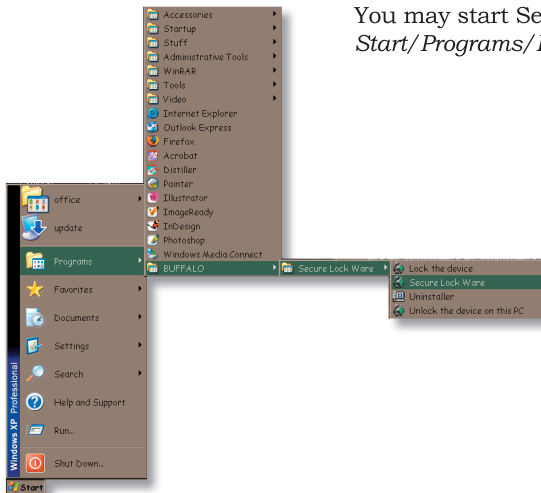 You may start Se
Start/Programs/
Accessories
Startup
Stuff
Administrative Tools
WinRAR
Tools
Video
Internet Explorer
Outlook Express
Firefox
Acrobat
Distiller
Painter
Illustrator
ImageReady
InDesign
Photoshop
Windows Media Connect
BUFFALO
Secure Lock Ware
Lock the device
Secure Lock Ware
Uninstaller
Unlock the device on this PC
office
update
Programs
Favorites
Documents
Settings
Search
Help and Support
Run...
Shut Down...
Windows XP Professional
Start